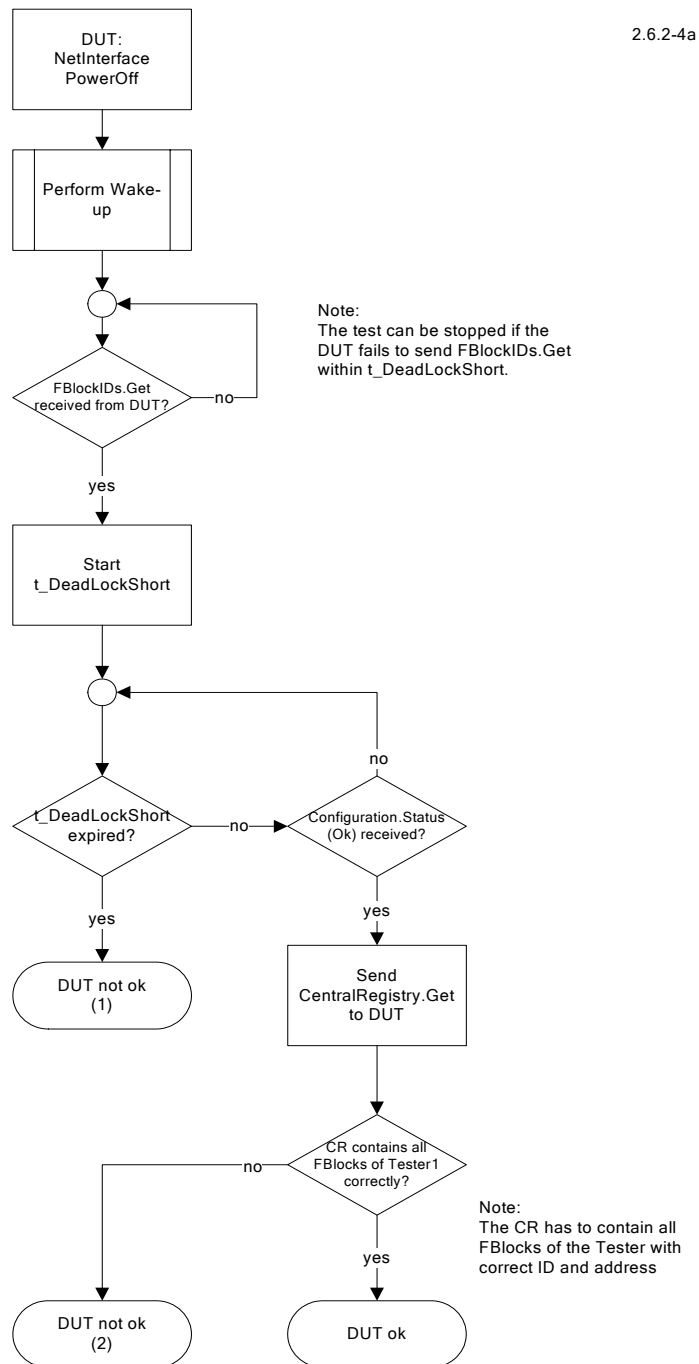 2.6.2-4a
DUT:
NetInterface
PowerOff
Perform Wake-
up
Note:
The test can be stopped if the
DUT fails to send FBlockIDs.Get
within t_DeadLockShort.
FBlockIDs.Get
received from DUT?
no
yes
Start
t_DeadLockShort
no
t_DeadLockShort
expired?
no
Configuration.Status
(Ok) received?
yes
yes
DUT not ok
(1)
Send
CentralRegistry.Get
to DUT
CR contains all
FBlocks of Tester1
correctly?
no
Note:
The CR has to contain all
FBlocks of the Tester with
correct ID and address
yes
DUT not ok
(2)
DUT ok